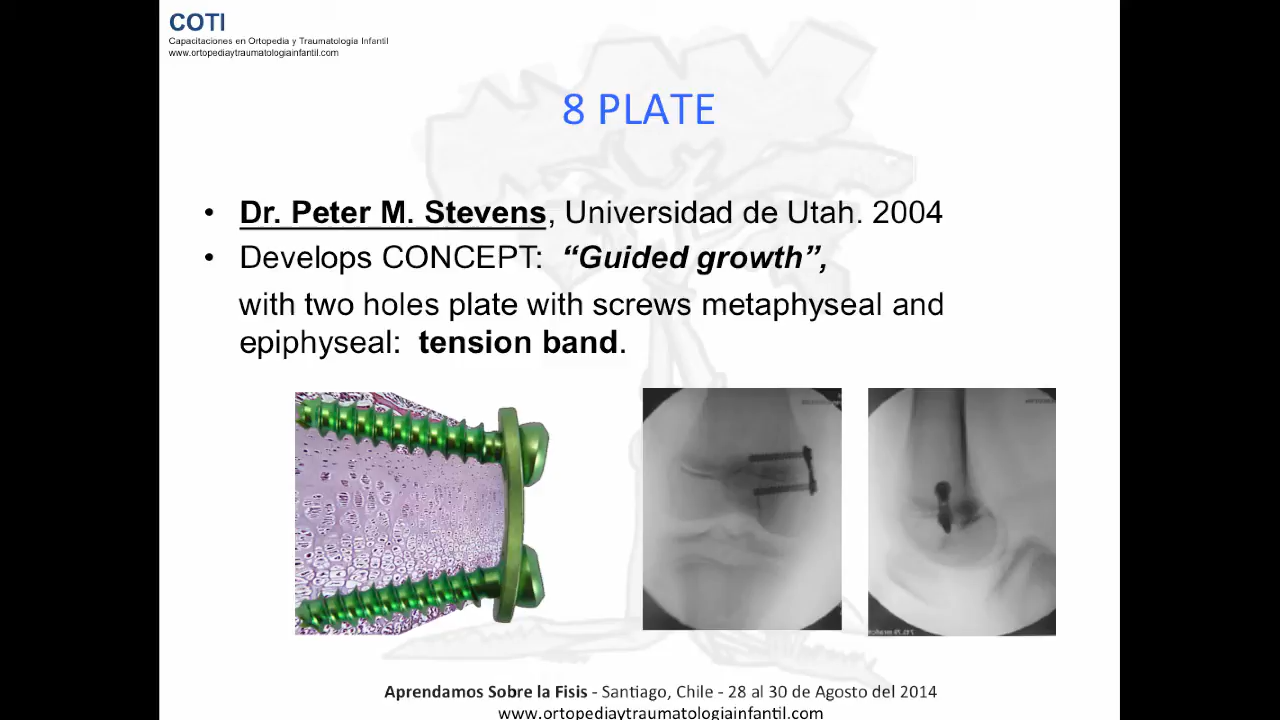 COTI
Capacitaciones en Ortopedia y Traumatología Infantil
www.ortopediaytraumatologiainfantil.com
8 PLATE
• Dr. Peter M. Stevens, Universidad de Utah. 2004
• Develops CONCEPT: “Guided growth”,
with two holes plate with screws metaphyseal and
epiphyseal: tension band.
Aprendamos Sobre la Fisis - Santiago, Chile - 28 al 30 de Agosto del 2014
www.ortopediaytraumatologiainfantil.com